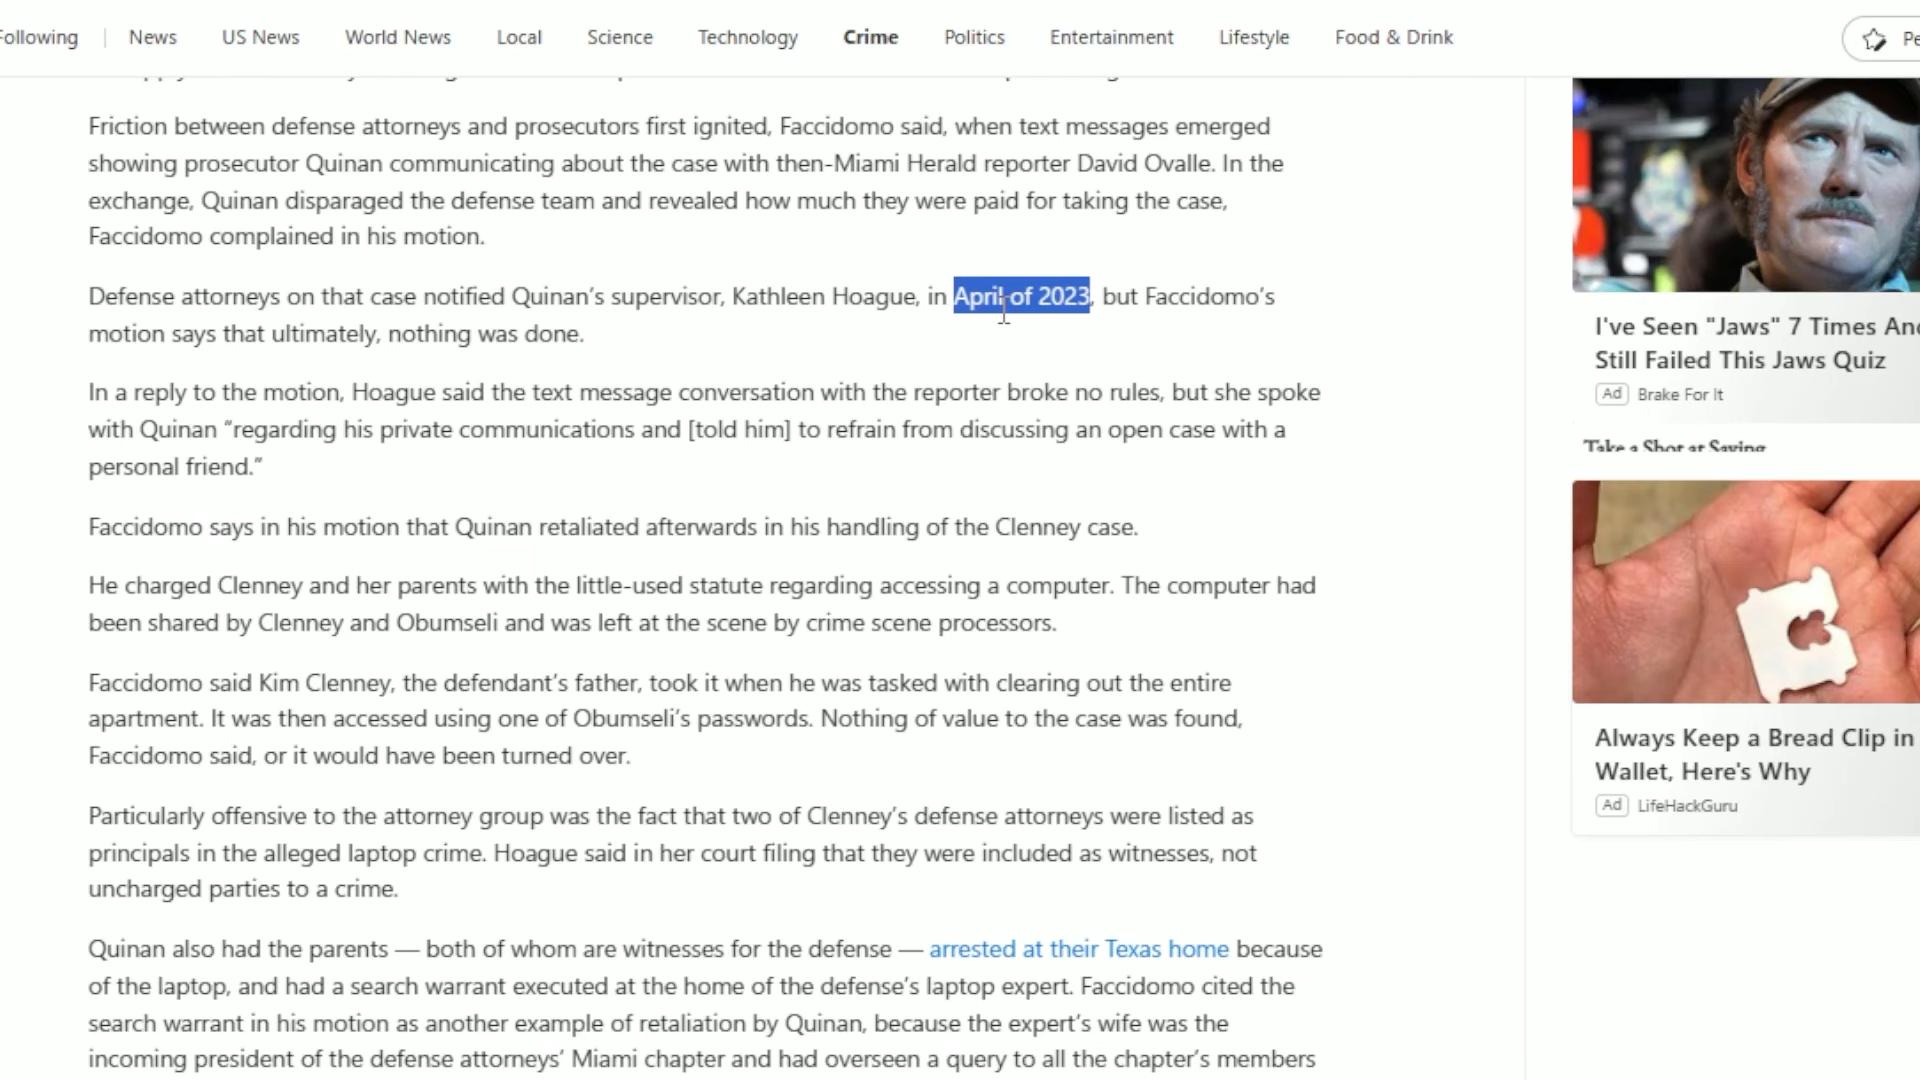 Following
News
US News
World News
Local
Science
Technology
Crime
Politics
Entertainment
Lifestyle
Food & Drink
Pe
Friction between defense attorneys and prosecutors first ignited, Faccidomo said, when text messages emerged
showing prosecutor Quinan communicating about the case with then-Miami Herald reporter David Ovalle. In the
exchange, Quinan disparaged the defense team and revealed how much they were paid for taking the case,
Faccidomo complained in his motion.
Defense attorneys on that case notified Quinan’s supervisor, Kathleen Hoague, in April of 2023, but Faccidomo’s
motion says that ultimately, nothing was done.
In a reply to the motion, Hoague said the text message conversation with the reporter broke no rules, but she spoke
with Quinan “regarding his private communications and [told him] to refrain from discussing an open case with a
personal friend.”
Faccidomo says in his motion that Quinan retaliated afterwards in his handling of the Clenney case.
He charged Clenney and her parents with the little-used statute regarding accessing a computer. The computer had
been shared by Clenney and Obumseli and was left at the scene by crime scene processors.
Faccidomo said Kim Clenney, the defendant’s father, took it when he was tasked with clearing out the entire
apartment. It was then accessed using one of Obumseli’s passwords. Nothing of value to the case was found,
Faccidomo said, or it would have been turned over.
Particularly offensive to the attorney group was the fact that two of Clenney’s defense attorneys were listed as
principals in the alleged laptop crime. Hoague said in her court filing that they were included as witnesses, not
uncharged parties to a crime.
Quinan also had the parents — both of whom are witnesses for the defense — arrested at their Texas home because
of the laptop, and had a search warrant executed at the home of the defense’s laptop expert. Faccidomo cited the
search warrant in his motion as another example of retaliation by Quinan, because the expert’s wife was the
incoming president of the defense attorneys’ Miami chapter and had overseen a query to all the chapter’s members
I've Seen "Jaws" 7 Times And
Still Failed This Jaws Quiz
Ad Brake For It
Take a Shot at Saving
Always Keep a Bread Clip in
Wallet, Here's Why
Ad LifeHackGuru